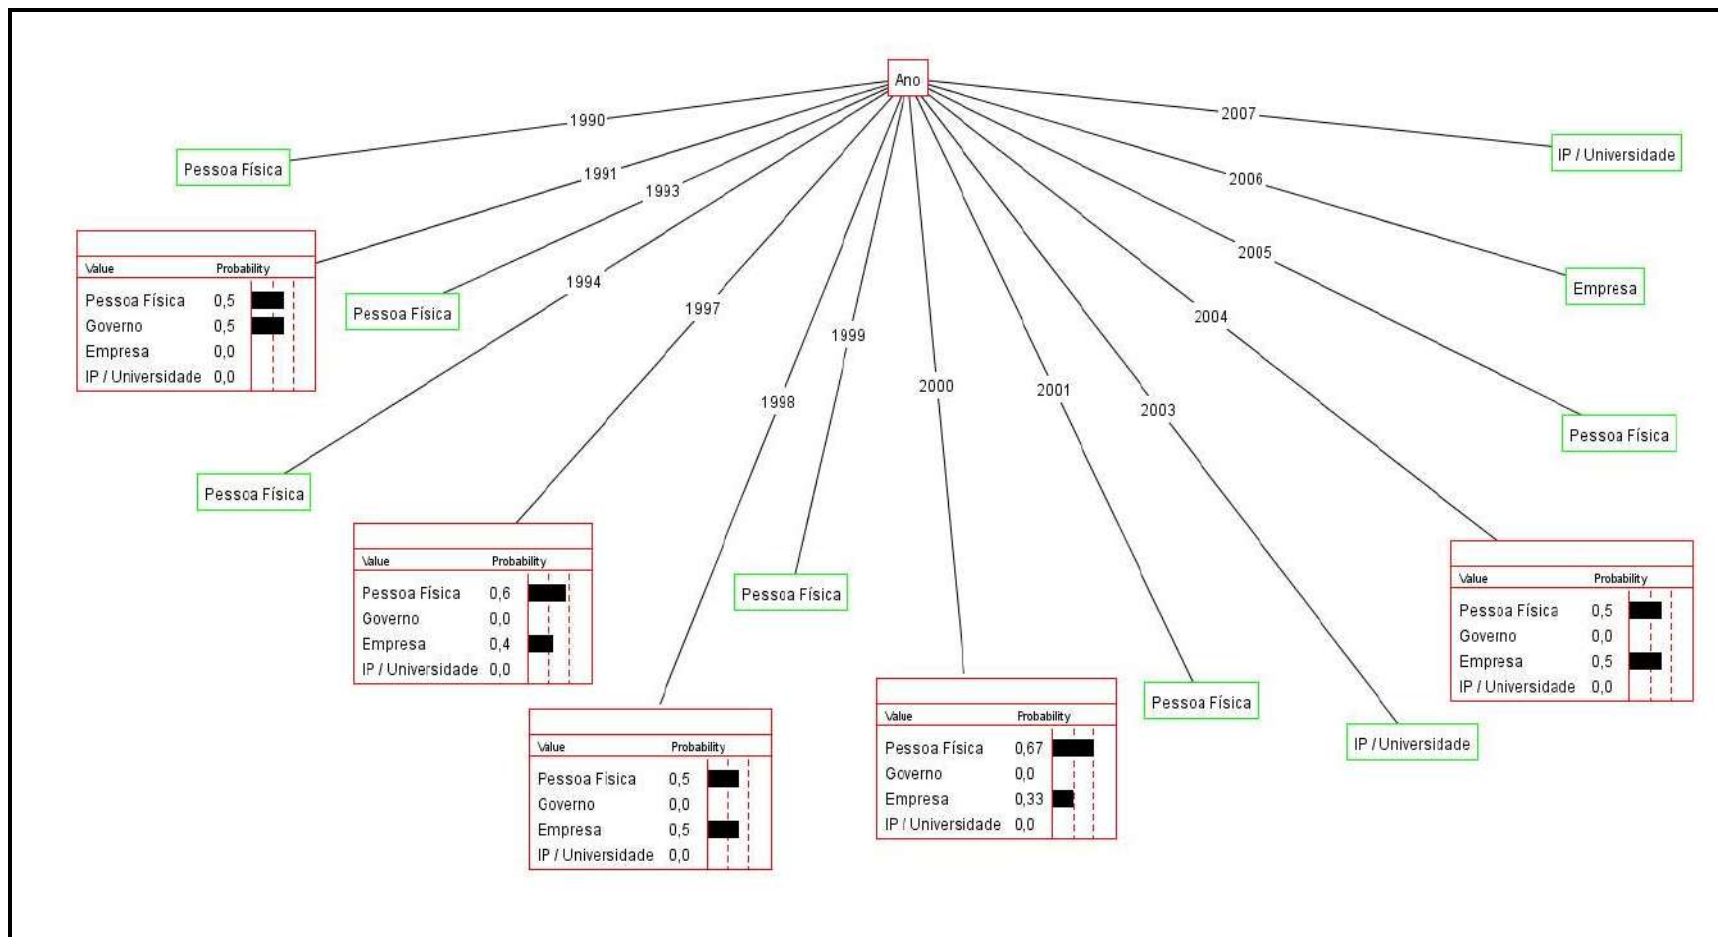 Ano
1990
2007
Pessoa Física
IP / Universidade
1991
1993
2006
Value Probability
Pessoa Física 0,5
Governo 0,5
Empresa 0,0
IP / Universidade 0,0
Pessoa Física
1994
2005
Empresa
1997
2004
1999
1998
2000
2001
2003
Pessoa Física
Pessoa Física
Value Probability
Pessoa Física 0,6
Governo 0,0
Empresa 0,4
IP / Universidade 0,0
Pessoa Física
Value Probability
Pessoa Física 0,5
Governo 0,0
Empresa 0,5
IP / Universidade 0,0
Value Probability
Pessoa Física 0,5
Governo 0,0
Empresa 0,5
IP / Universidade 0,0
Value Probability
Pessoa Física 0,67
Governo 0,0
Empresa 0,33
IP / Universidade 0,0
Pessoa Física
IP / Universidade